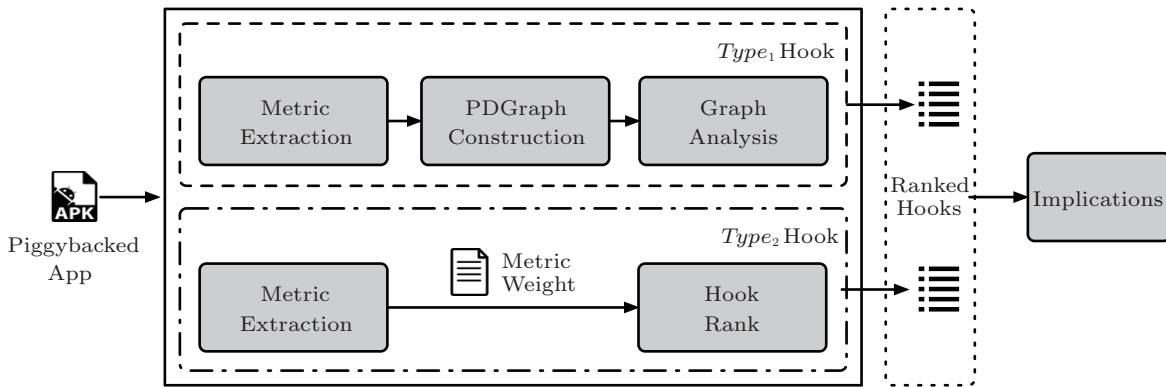 Type₁ Hook
Metric
Extraction
PDGraph
Construction
Graph
Analysis
APK
Piggybacked
App
Type₂ Hook
Metric
Extraction
Metric
Weight
Hook
Rank
Ranked
Hooks
Implications